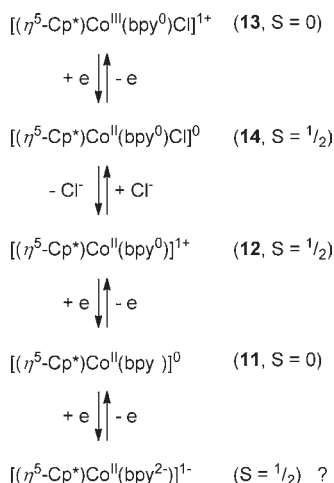 [(η⁵-Cp*)Coᴵᴵᴵ(bpy⁰)Cl]¹⁺ (13, S = 0)
+ e - e
[(η⁵-Cp*)Coᴵᴵ(bpy⁰)Cl]⁰ (14, S = ¹/₂)
- Cl⁻ + Cl⁻
[(η⁵-Cp*)Coᴵᴵ(bpy⁰)]¹⁺ (12, S = ¹/₂)
+ e - e
[(η⁵-Cp*)Coᴵᴵ(bpy )]⁰ (11, S = 0)
+ e - e
[(η⁵-Cp*)Coᴵᴵ(bpy²⁻)]¹⁻ (S = ¹/₂) ?